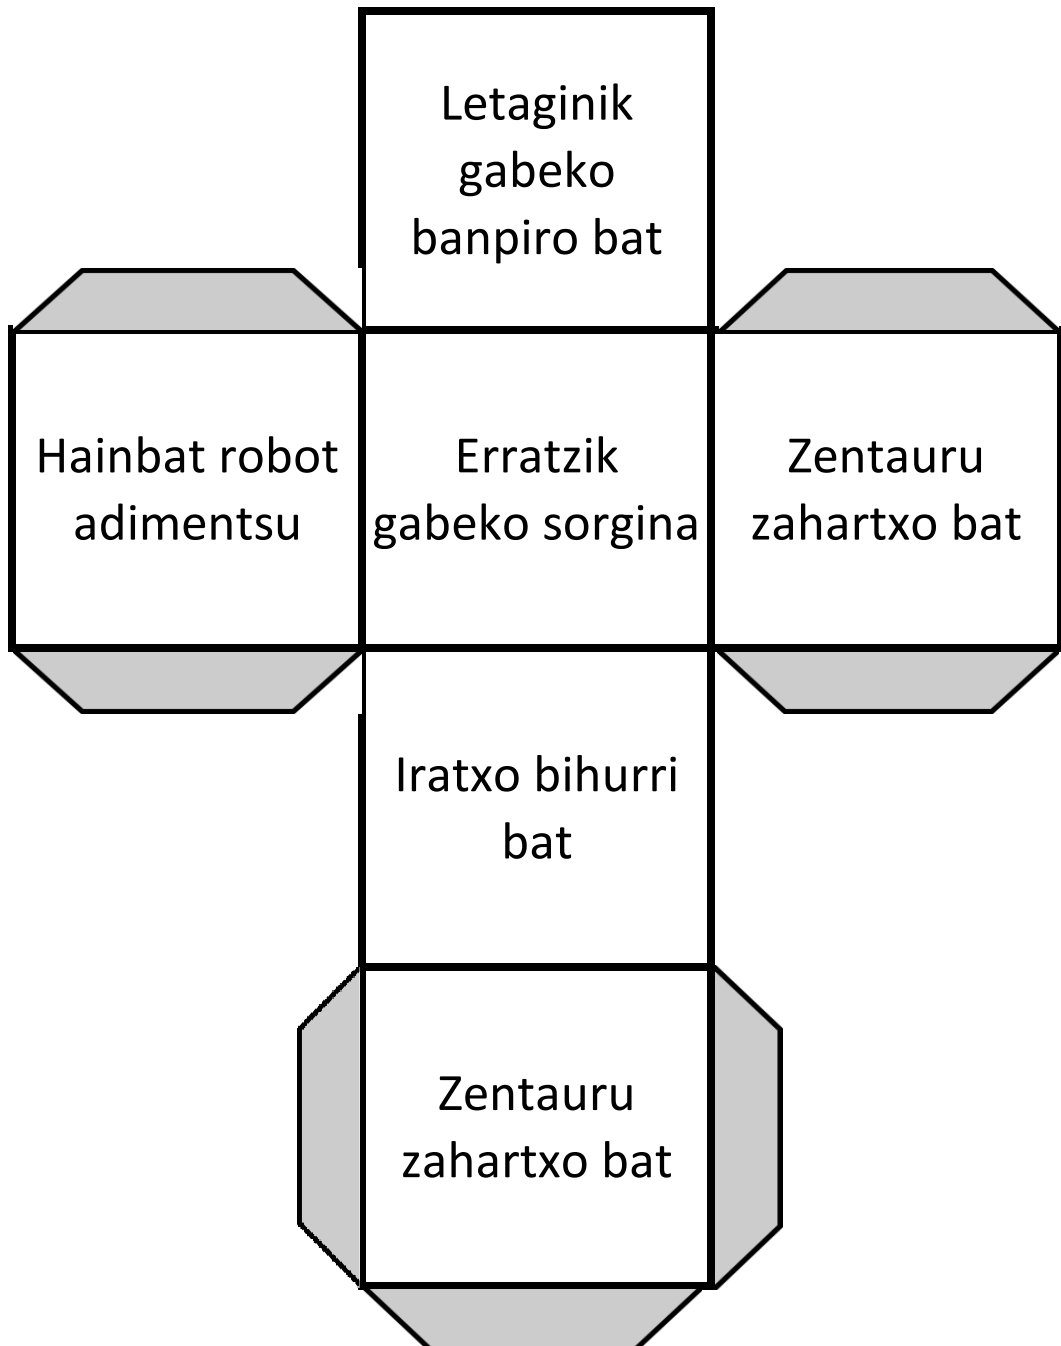 Letaginik
gabeko
banpiro bat
Hainbat robot
adimentsu
Erratzik
gabeko sorgina
Zentauru
zahartxo bat
Iratxo bihurri
bat
Zentauru
zahartxo bat